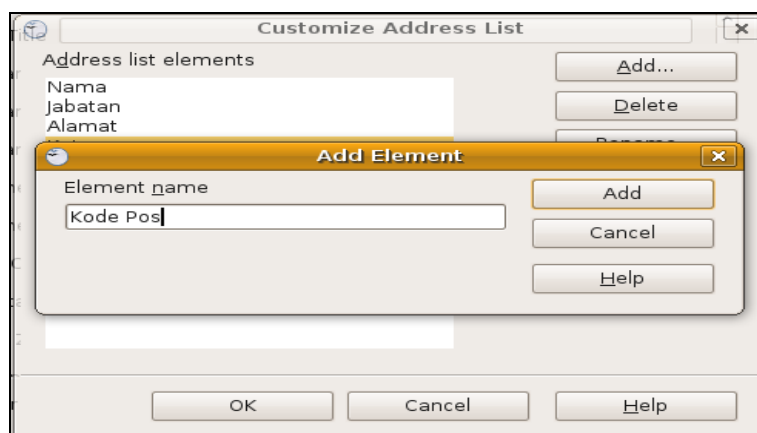 Customize Address List
Address list elements
Add...
Nama
Jabatan
Alamat
Delete
Add Element
Element name
Kode Pos
Add
Cancel
Help
OK
Cancel
Help